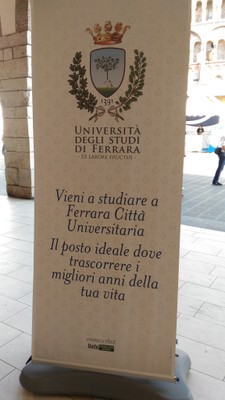 1391
UNIVERSITÀ
DEGLI STUDI
DI FERRARA
EX LABORE FRUCTUS
Vieni a studiare a
Ferrara Città
Universitaria
Il posto ideale dove
trascorrere i
migliori anni della
tua vita